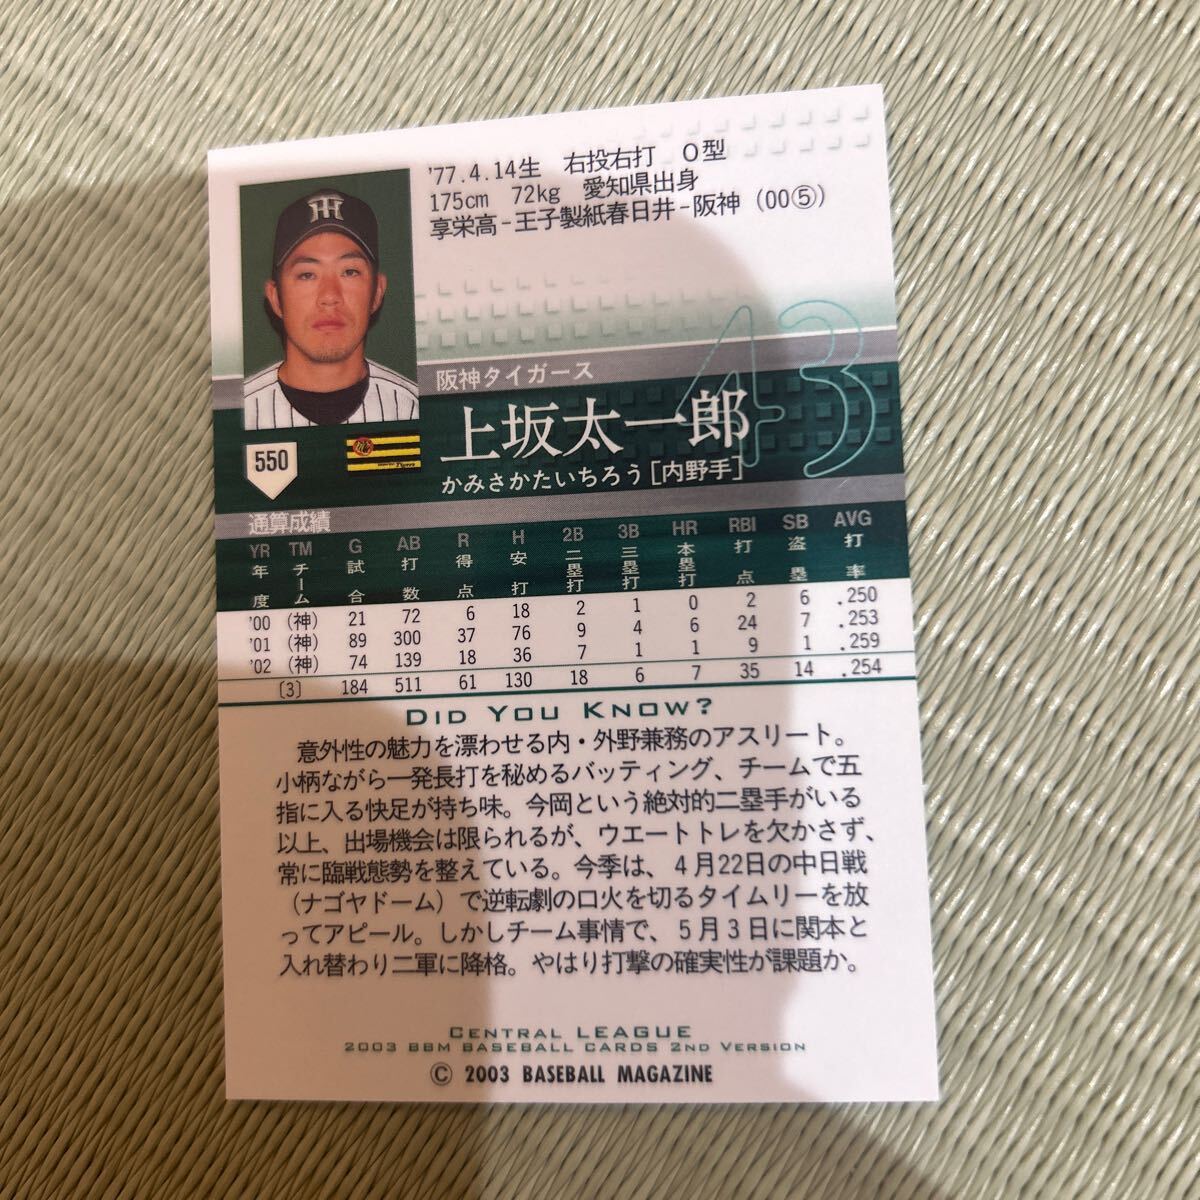 '77.4.14生 右投右打 O型
175cm 72kg 愛知県出身
享栄高-王子製紙春日井-阪神(00⑤)
43
阪神タイガース
上坂太一郎
かみさかたいちろう[内野手]
550
通算成績
YR TM G AB R H 2B 3B HR RBI SB AVG
年度 チーム 試合 打数 得点 安打 二塁打 三塁打 本塁打 打点 盗塁 打率
'00 (神) 21 72 6 18 2 1 0 2 6 .250
'01 (神) 89 300 37 76 9 4 6 24 7 .253
'02 (神) 74 139 18 36 7 1 1 9 1 .259
[3] 184 511 61 130 18 6 7 35 14 .254
DID YOU KNOW?
意外性の魅力を漂わせる内・外野兼務のアスリート。
小柄ながら一発長打を秘めるバッティング、チームで五
指に入る快足が持ち味。今岡という絶対的二塁手がいる
以上、出場機会は限られるが、ウエートトレを欠かさず、
常に臨戦態勢を整えている。今季は、4月22日の中日戦
(ナゴヤドーム)で逆転劇の口火を切るタイムリーを放
ってアピール。しかしチーム事情で、5月3日に関本と
入れ替わり二軍に降格。やはり打撃の確実性が課題か。
CENTRAL LEAGUE
2003 BBM BASEBALL CARDS 2ND VERSION
© 2003 BASEBALL MAGAZINE